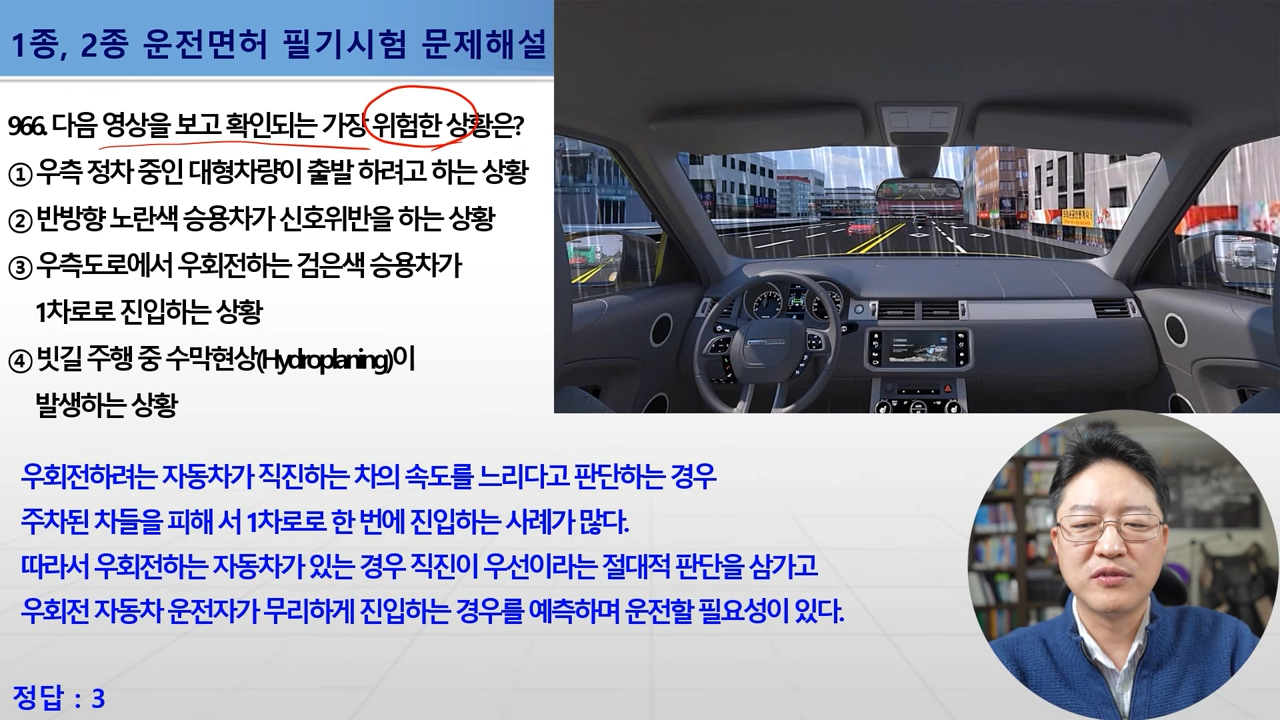 1종, 2종 운전면허 필기시험 문제해설
966. 다음 영상을 보고 확인되는 가장 위험한 상황은?
① 우측 정차 중인 대형차량이 출발 하려고 하는 상황
② 반방향 노란색 승용차가 신호위반을 하는 상황
③ 우측도로에서 우회전하는 검은색 승용차가
1차로로 진입하는 상황
④ 빗길 주행 중 수막현상(Hydroplaning)이
발생하는 상황
우회전하려는 자동차가 직진하는 차의 속도를 느리다고 판단하는 경우
주차된 차들을 피해 서 1차로로 한 번에 진입하는 사례가 많다.
따라서 우회전하는 자동차가 있는 경우 직진이 우선이라는 절대적 판단을 삼가고
우회전 자동차 운전자가 무리하게 진입하는 경우를 예측하며 운전할 필요성이 있다.
정답 : 3